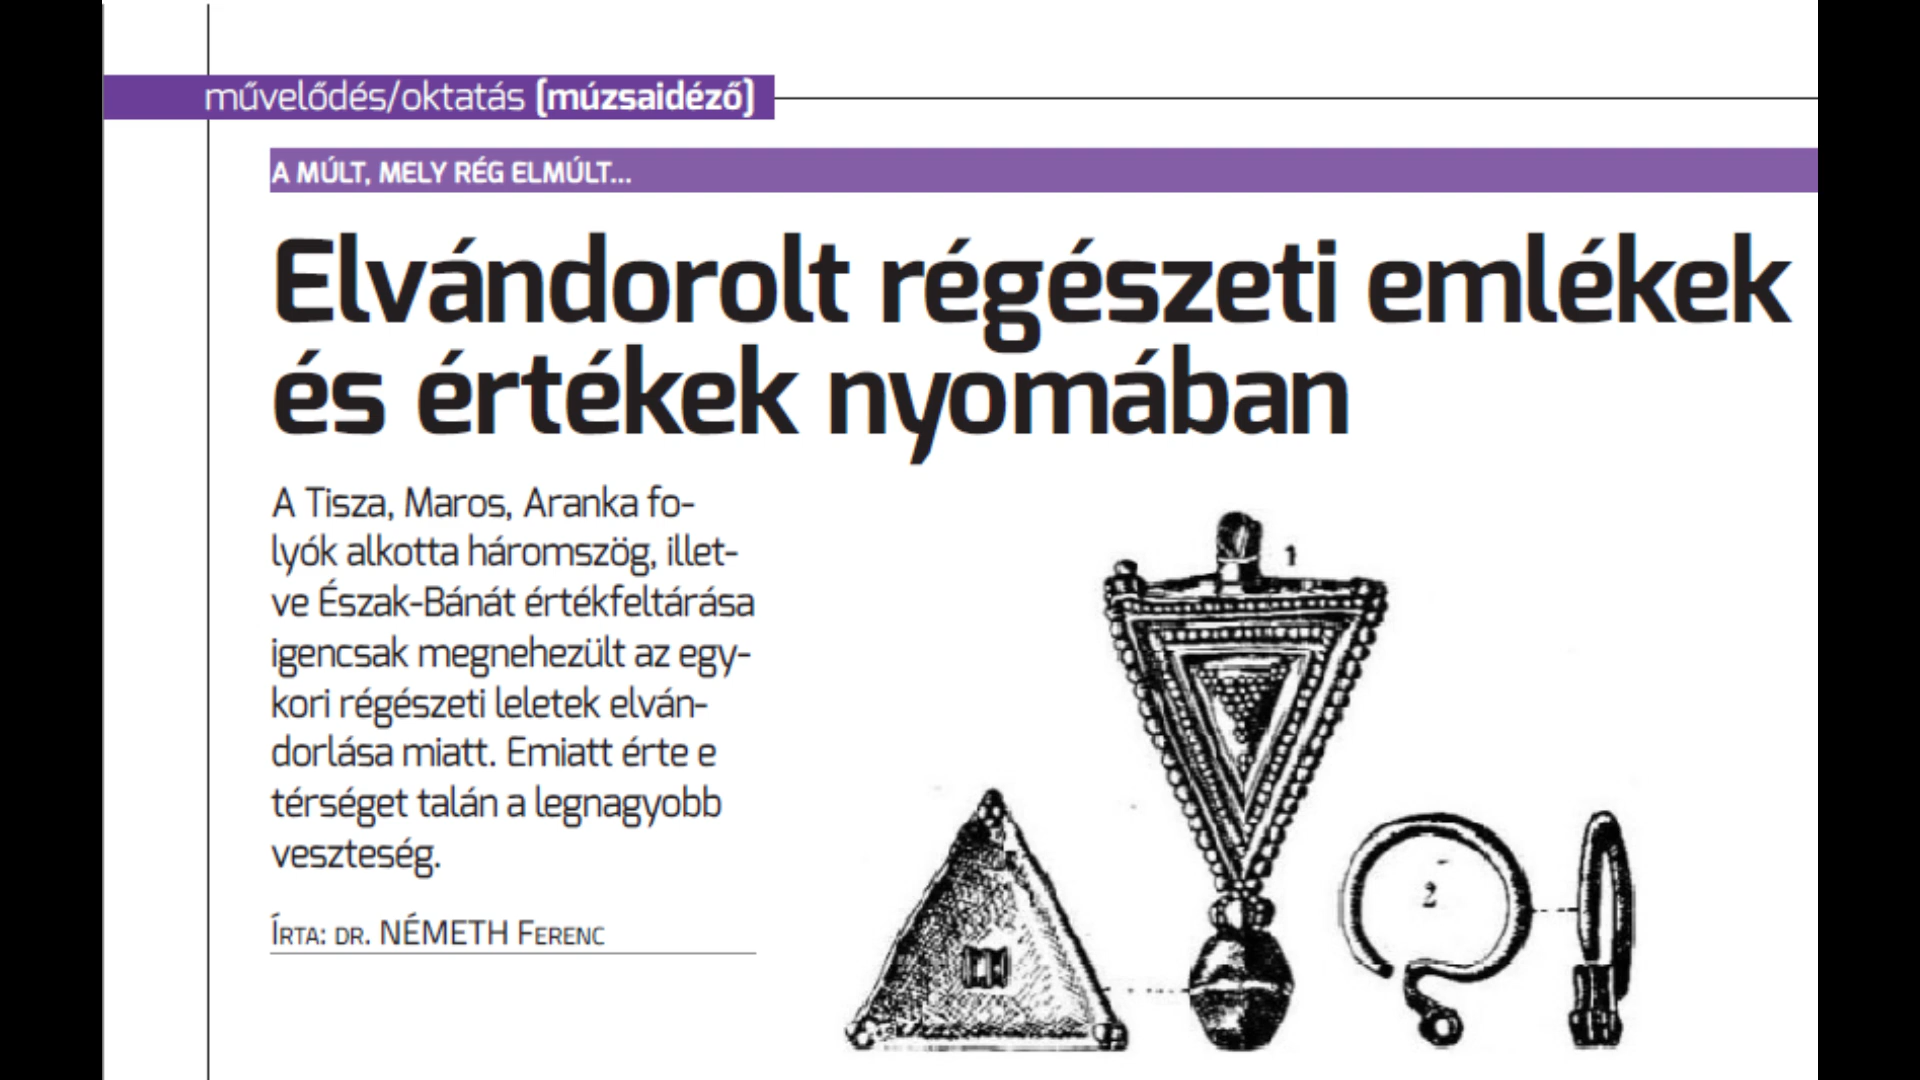 művelődés/oktatás [múzsaidéző]
A MÚLT, MELY RÉG ELMÚLT...
Elvándorolt régészeti emlékek
és értékek nyomában
A Tisza, Maros, Aranka fo-
lyók alkotta háromszög, illet-
ve Észak-Bánát értékfeltárása
igencsak megnehezült az egy-
kori régészeti leletek elván-
dorlása miatt. Emiatt érte e
térséget talán a legnagyobb
veszteség.
ÍRTA: DR. NÉMETH FERENC
1
2